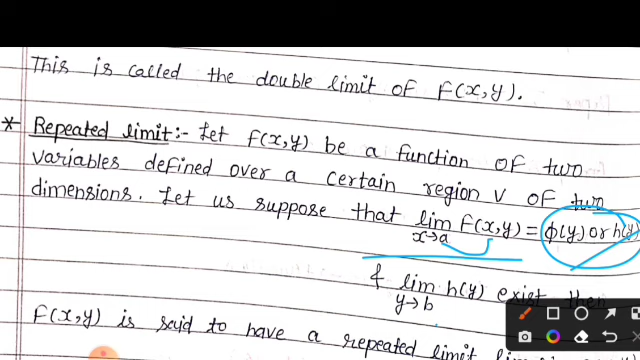 This is called the double limit of F(x,y).
* Repeated limit:- Let F(x,y) be a function of two
variables defined over a certain region V of two
dimensions. Let us suppose that lim x→a F(x,y) = φ(y) or h(y)
& lim y→b h(y) exist then
F(x,y) is said to have a repeated limit